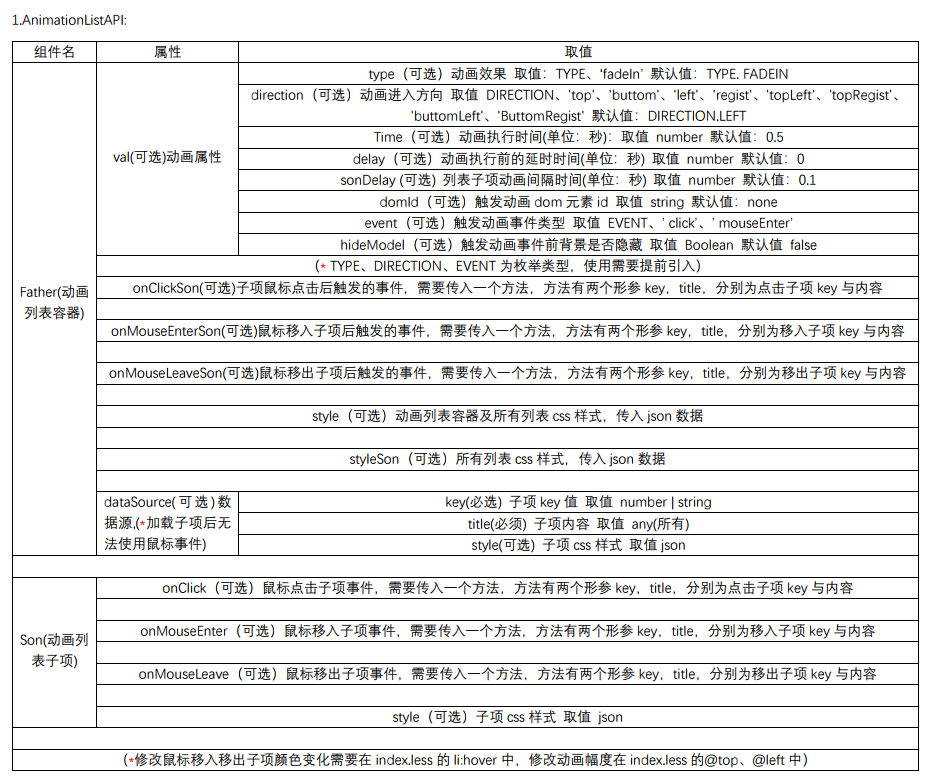 1.AnimationListAPI:
组件名 属性 取值
type（可选）动画效果 取值：TYPE、'fadeIn' 默认值：TYPE. FADEIN
direction（可选）动画进入方向 取值 DIRECTION、'top'、'buttom'、'left'、'regist'、'topLeft'、'topRegist'、
'buttomLeft'、'ButtomRegist' 默认值：DIRECTION.LEFT
Time（可选）动画执行时间(单位：秒)：取值 number 默认值：0.5
val(可选)动画属性
delay（可选）动画执行前的延时时间(单位：秒) 取值 number 默认值：0
sonDelay (可选) 列表子项动画间隔时间(单位：秒) 取值 number 默认值：0.1
domId（可选）触发动画 dom 元素 id 取值 string 默认值：none
event（可选）触发动画事件类型 取值 EVENT、' click'、' mouseEnter'
hideModel（可选）触发动画事件前背景是否隐藏 取值 Boolean 默认值 false
(* TYPE、DIRECTION、EVENT 为枚举类型，使用需要提前引入)
Father(动画
列表容器)
onClickSon(可选)子项鼠标点击后触发的事件，需要传入一个方法，方法有两个形参 key，title，分别为点击子项 key 与内容
onMouseEnterSon(可选)鼠标移入子项后触发的事件，需要传入一个方法，方法有两个形参 key，title，分别为移入子项 key 与内容
onMouseLeaveSon(可选)鼠标移出子项后触发的事件，需要传入一个方法，方法有两个形参 key，title，分别为移出子项 key 与内容
style（可选）动画列表容器及所有列表 css 样式，传入 json 数据
styleSon（可选）所有列表 css 样式，传入 json 数据
dataSource(可选)数
据源,(*加载子项后无
法使用鼠标事件)
key(必选) 子项 key 值 取值 number | string
title(必须) 子项内容 取值 any(所有)
style(可选) 子项 css 样式 取值 json
Son(动画列
表子项)
onClick（可选）鼠标点击子项事件，需要传入一个方法，方法有两个形参 key，title，分别为点击子项 key 与内容
onMouseEnter（可选）鼠标移入子项事件，需要传入一个方法，方法有两个形参 key，title，分别为移入子项 key 与内容
onMouseLeave（可选）鼠标移出子项事件，需要传入一个方法，方法有两个形参 key，title，分别为移出子项 key 与内容
style（可选）子项 css 样式 取值 json
(*修改鼠标移入移出子项颜色变化需要在 index.less 的 li:hover 中，修改动画幅度在 index.less 的@top、@left 中)